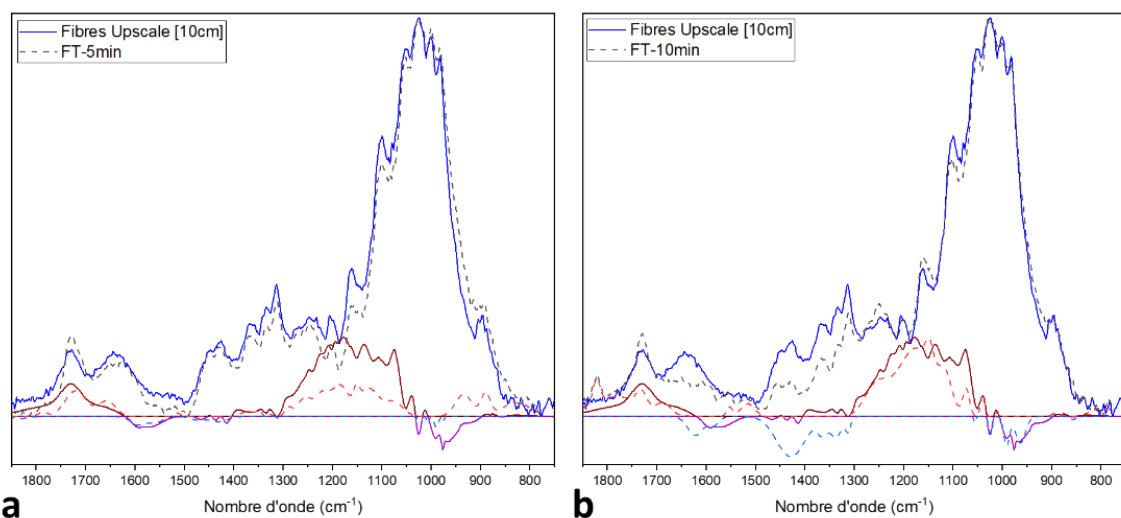 Fibres Upscale [10cm]
FT-5min
1800 1700 1600 1500 1400 1300 1200 1100 1000 900 800
Nombre d'onde (cm⁻¹)
a
Fibres Upscale [10cm]
FT-10min
1800 1700 1600 1500 1400 1300 1200 1100 1000 900 800
Nombre d'onde (cm⁻¹)
b